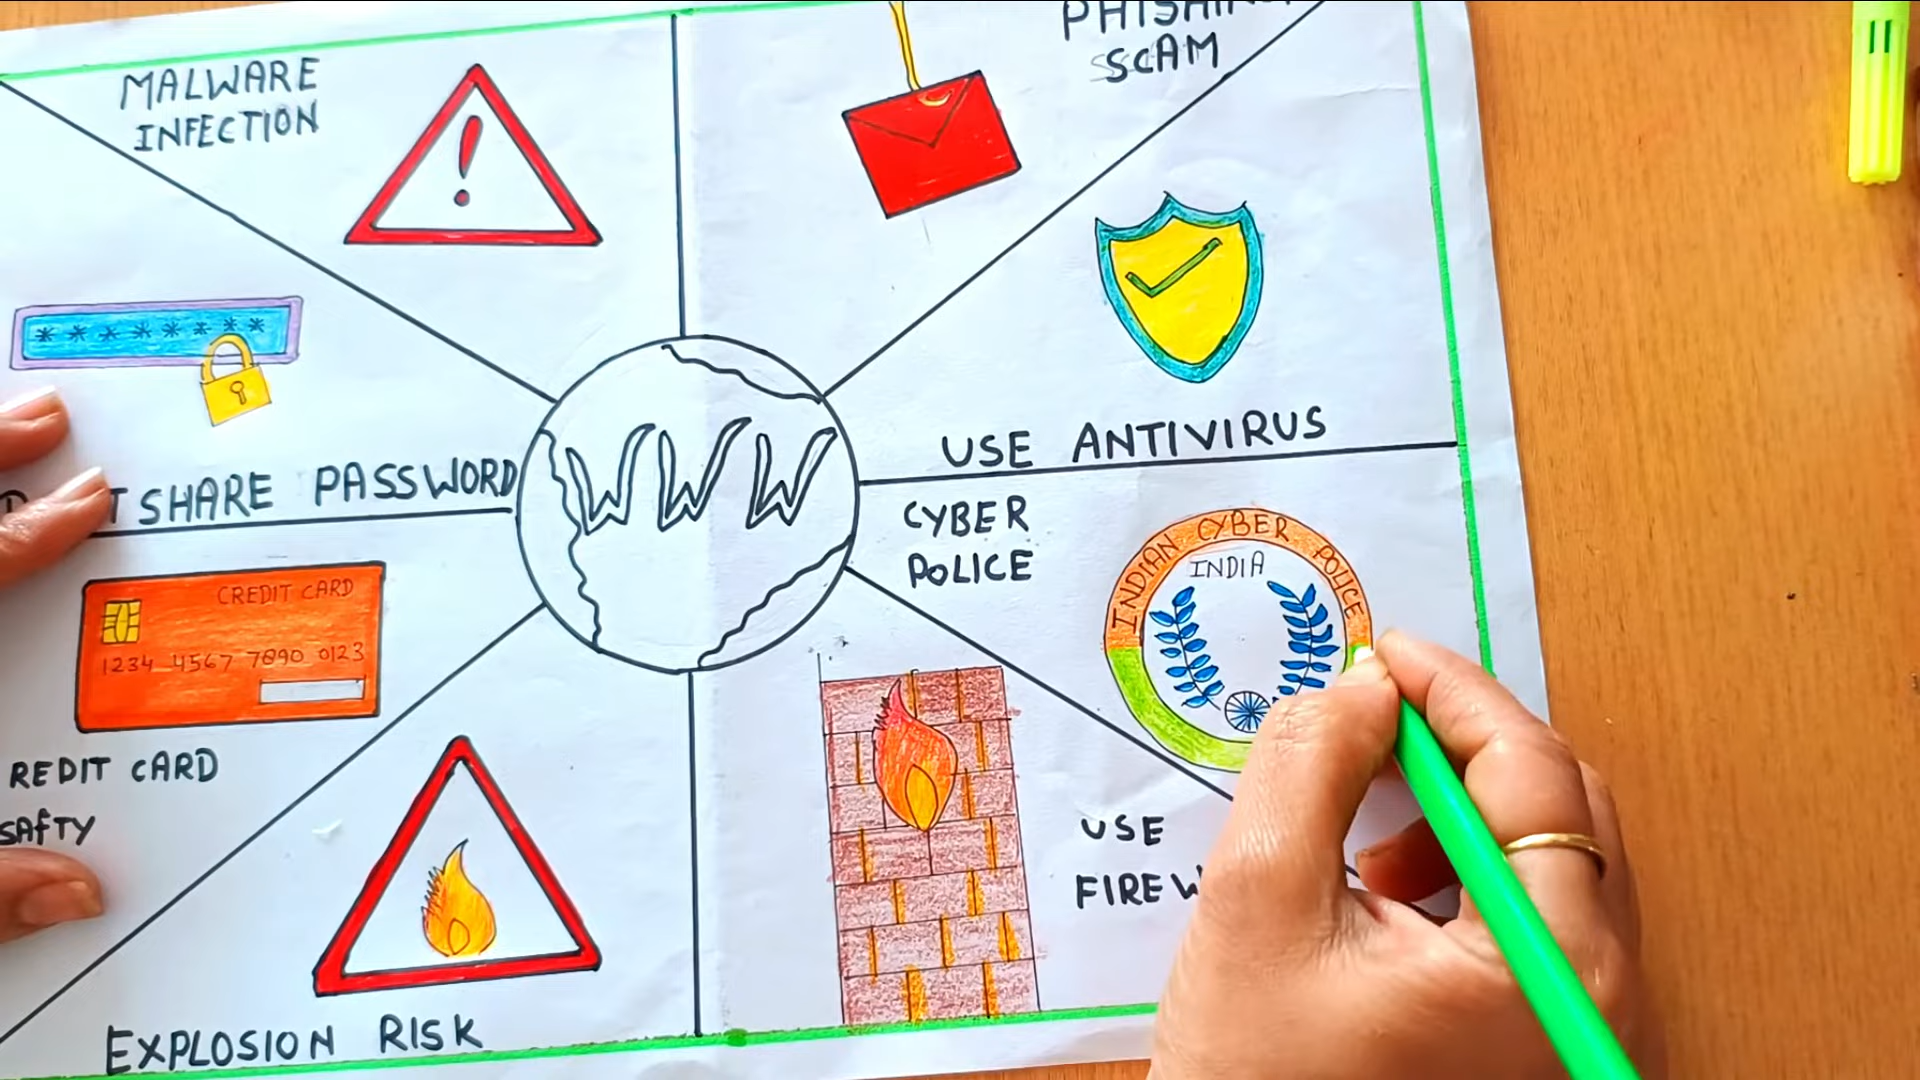 MALWARE
INFECTION
SCAM
* * * * * * * *
SHARE PASSWORD
WWW
USE ANTIVIRUS
CYBER
POLICE
INDIAN CYBER POLICE
INDIA
CREDIT CARD
1234 4567 7890 0123
REDIT CARD
SAFTY
EXPLOSION RISK
USE